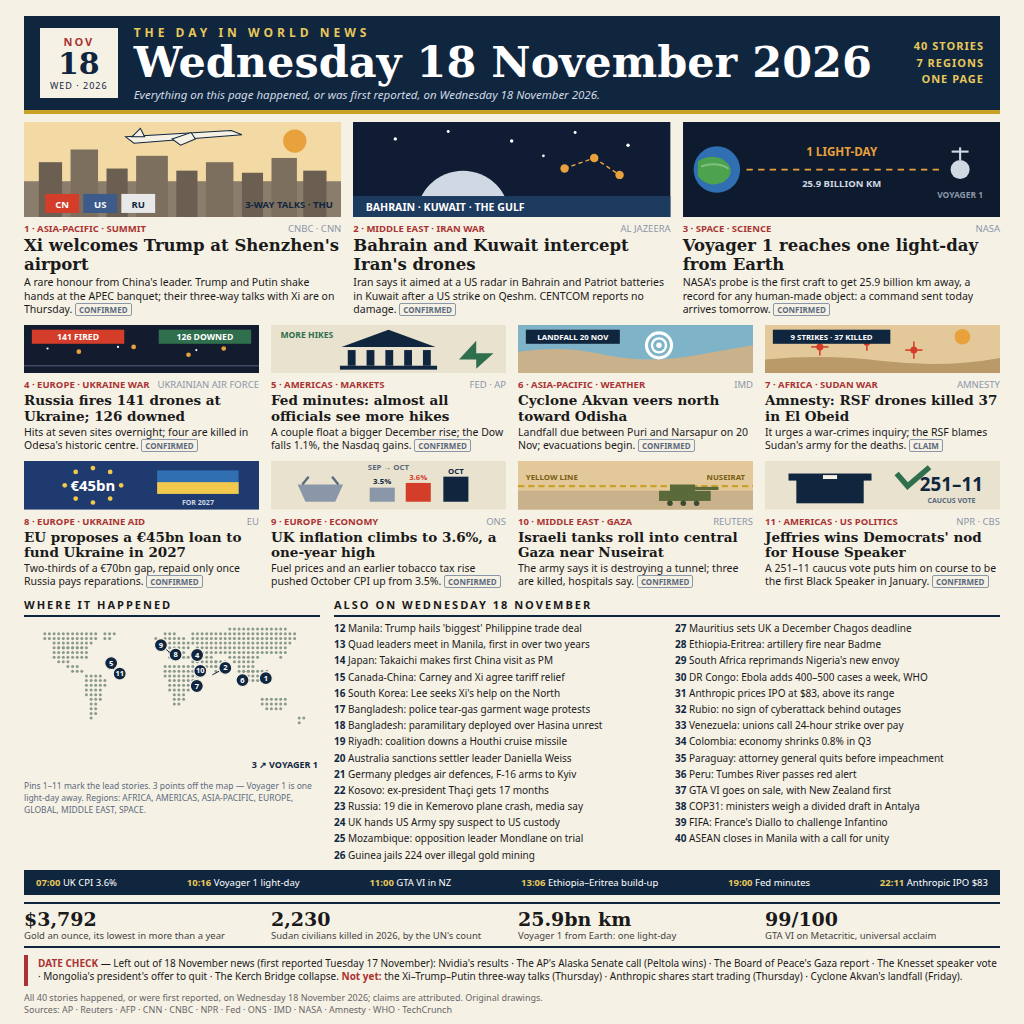 NOV
18
WED · 2026
THE DAY IN WORLD NEWS
Wednesday 18 November 2026
Everything on this page happened, or was first reported, on Wednesday 18 November 2026.
40 STORIES
7 REGIONS
ONE PAGE
CN US RU
3-WAY TALKS · THU
BAHRAIN · KUWAIT · THE GULF
1 LIGHT-DAY
25.9 BILLION KM
VOYAGER 1
1 · ASIA-PACIFIC · SUMMIT CNBC · CNN
Xi welcomes Trump at Shenzhen's
airport
A rare honour from China's leader. Trump and Putin shake
hands at the APEC banquet; their three-way talks with Xi are on
Thursday. CONFIRMED
2 · MIDDLE EAST · IRAN WAR AL JAZEERA
Bahrain and Kuwait intercept
Iran's drones
Iran says it aimed at a US radar in Bahrain and Patriot batteries
in Kuwait after a US strike on Qeshm. CENTCOM reports no
damage. CONFIRMED
3 · SPACE · SCIENCE NASA
Voyager 1 reaches one light-day
from Earth
NASA's probe is the first craft to get 25.9 billion km away, a
record for any human-made object: a command sent today
arrives tomorrow. CONFIRMED
141 FIRED 126 DOWNED
4 · EUROPE · UKRAINE WAR UKRAINIAN AIR FORCE
Russia fires 141 drones at
Ukraine; 126 downed
Hits at seven sites overnight; four are killed in
Odesa's historic centre. CONFIRMED
MORE HIKES
5 · AMERICAS · MARKETS FED · AP
Fed minutes: almost all
officials see more hikes
A couple float a bigger December rise; the Dow
falls 1.1%, the Nasdaq gains. CONFIRMED
LANDFALL 20 NOV
6 · ASIA-PACIFIC · WEATHER IMD
Cyclone Akvan veers north
toward Odisha
Landfall due between Puri and Narsapur on 20
Nov; evacuations begin. CONFIRMED
9 STRIKES · 37 KILLED
7 · AFRICA · SUDAN WAR AMNESTY
Amnesty: RSF drones killed 37
in El Obeid
It urges a war-crimes inquiry; the RSF blames
Sudan's army for the deaths. CLAIM
€45bn
FOR 2027
8 · EUROPE · UKRAINE AID EU
EU proposes a €45bn loan to
fund Ukraine in 2027
Two-thirds of a €70bn gap, repaid only once
Russia pays reparations. CONFIRMED
SEP → OCT
3.5% 3.6% OCT
9 · EUROPE · ECONOMY ONS
UK inflation climbs to 3.6%, a
one-year high
Fuel prices and an earlier tobacco tax rise
pushed October CPI up from 3.5%. CONFIRMED
YELLOW LINE NUSEIRAT
10 · MIDDLE EAST · GAZA REUTERS
Israeli tanks roll into central
Gaza near Nuseirat
The army says it is destroying a tunnel; three
are killed, hospitals say. CONFIRMED
251–11
CAUCUS VOTE
11 · AMERICAS · US POLITICS NPR · CBS
Jeffries wins Democrats' nod
for House Speaker
A 251–11 caucus vote puts him on course to be
the first Black Speaker in January. CONFIRMED
WHERE IT HAPPENED
9
8
4
5
11
10
2
7
6
1
3 ↗ VOYAGER 1
Pins 1–11 mark the lead stories. 3 points off the map — Voyager 1 is one
light-day away. Regions: AFRICA, AMERICAS, ASIA-PACIFIC, EUROPE,
GLOBAL, MIDDLE EAST, SPACE.
ALSO ON WEDNESDAY 18 NOVEMBER
12 Manila: Trump hails 'biggest' Philippine trade deal
13 Quad leaders meet in Manila, first in over two years
14 Japan: Takaichi makes first China visit as PM
15 Canada-China: Carney and Xi agree tariff relief
16 South Korea: Lee seeks Xi's help on the North
17 Bangladesh: police tear-gas garment wage protests
18 Bangladesh: paramilitary deployed over Hasina unrest
19 Riyadh: coalition downs a Houthi cruise missile
20 Australia sanctions settler leader Daniella Weiss
21 Germany pledges air defences, F-16 arms to Kyiv
22 Kosovo: ex-president Thaçi gets 17 months
23 Russia: 19 die in Kemerovo plane crash, media say
24 UK hands US Army spy suspect to US custody
25 Mozambique: opposition leader Mondlane on trial
26 Guinea jails 224 over illegal gold mining
27 Mauritius sets UK a December Chagos deadline
28 Ethiopia-Eritrea: artillery fire near Badme
29 South Africa reprimands Nigeria's new envoy
30 DR Congo: Ebola adds 400–500 cases a week, WHO
31 Anthropic prices IPO at $83, above its range
32 Rubio: no sign of cyberattack behind outages
33 Venezuela: unions call 24-hour strike over pay
34 Colombia: economy shrinks 0.8% in Q3
35 Paraguay: attorney general quits before impeachment
36 Peru: Tumbes River passes red alert
37 GTA VI goes on sale, with New Zealand first
38 COP31: ministers weigh a divided draft in Antalya
39 FIFA: France's Diallo to challenge Infantino
40 ASEAN closes in Manila with a call for unity
07:00 UK CPI 3.6% 10:16 Voyager 1 light-day 11:00 GTA VI in NZ 13:06 Ethiopia–Eritrea build-up 19:00 Fed minutes 22:11 Anthropic IPO $83
$3,792
Gold an ounce, its lowest in more than a year
2,230
Sudan civilians killed in 2026, by the UN's count
25.9bn km
Voyager 1 from Earth: one light-day
99/100
GTA VI on Metacritic, universal acclaim
DATE CHECK — Left out of 18 November news (first reported Tuesday 17 November): Nvidia's results · The AP's Alaska Senate call (Peltola wins) · The Board of Peace's Gaza report · The Knesset speaker vote
· Mongolia's president's offer to quit · The Kerch Bridge collapse. Not yet: the Xi–Trump–Putin three-way talks (Thursday) · Anthropic shares start trading (Thursday) · Cyclone Akvan's landfall (Friday).
All 40 stories happened, or were first reported, on Wednesday 18 November 2026; claims are attributed. Original drawings.
Sources: AP · Reuters · AFP · CNN · CNBC · NPR · Fed · ONS · IMD · NASA · Amnesty · WHO · TechCrunch